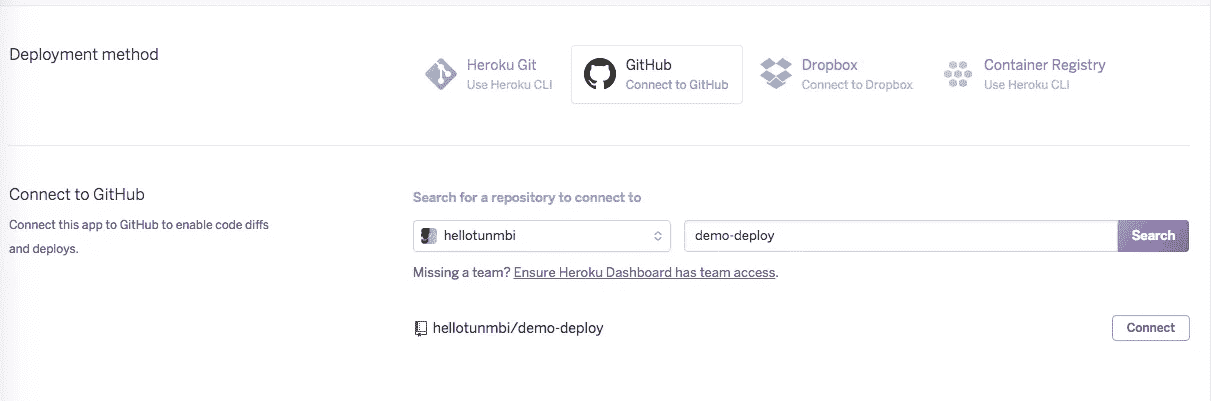 Deployment method
Heroku Git
Use Heroku CLI
GitHub
Connect to GitHub
Dropbox
Connect to Dropbox
Container Registry
Use Heroku CLI
Connect to GitHub
Connect this app to GitHub to enable code diffs
and deploys.
Search for a repository to connect to
hellotunmbi
demo-deploy
Search
Missing a team? Ensure Heroku Dashboard has team access.
hellotunmbi/demo-deploy
Connect